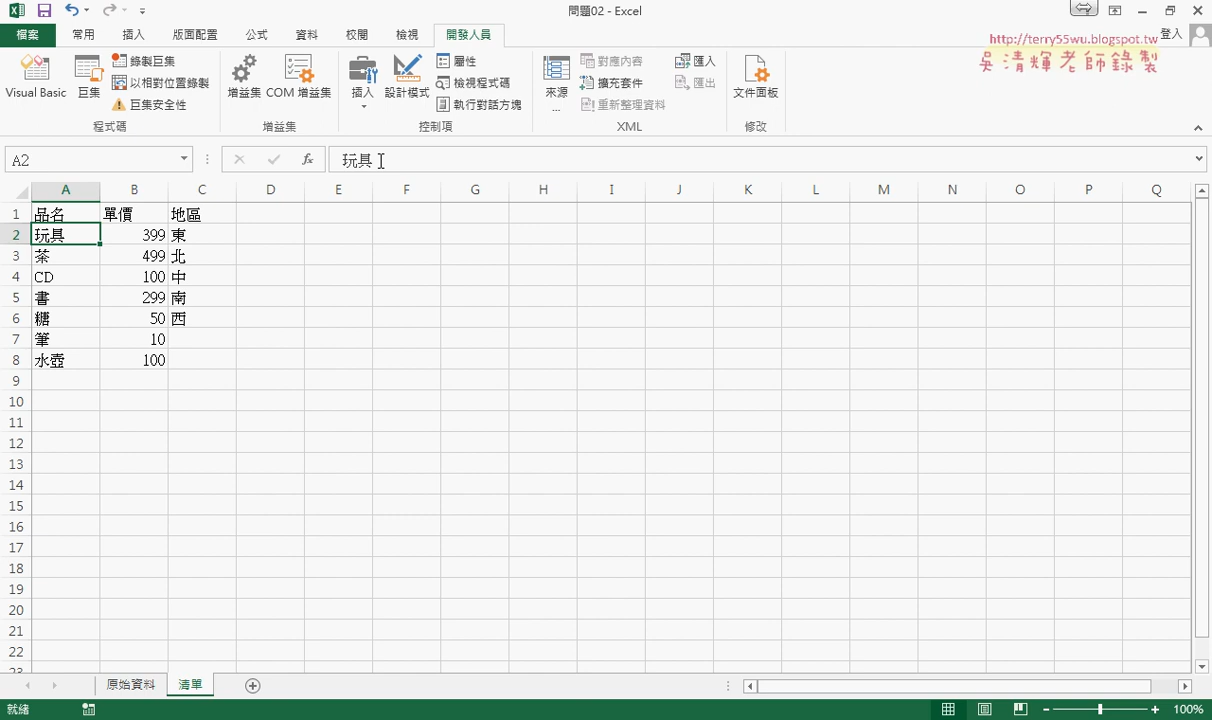 問題02 - Excel
檔案 常用 插入 版面配置 公式 資料 校閱 檢視 開發人員 登入
http://terry55wu.blogspot.tw
吳清輝老師錄製
Visual Basic 巨集 錄製巨集 以相對位置錄製 巨集安全性 程式碼
增益集 COM 增益集 增益集
插入 設計模式 屬性 檢視程式碼 執行對話方塊 控制項
來源 ... 對應內容 擴充套件 重新整理資料 匯入 匯出 XML
文件面板 修改
A2 fx 玩具
A B C D E F G H I J K L M N O P Q
1 品名 單價 地區
2 玩具 399 東
3 茶 499 北
4 CD 100 中
5 書 299 南
6 糖 50 西
7 筆 10
8 水壺 100
9
10
11
12
13
14
15
16
17
18
19
20
21
22
23
原始資料 清單
就緒 100%